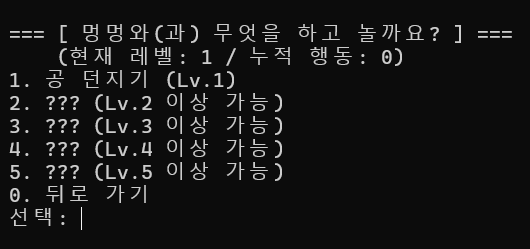 === [ 멍멍와(과) 무엇을 하고 놀까요? ] ===
(현재 레벨: 1 / 누적 행동: 0)
1. 공 던지기 (Lv.1)
2. ??? (Lv.2 이상 가능)
3. ??? (Lv.3 이상 가능)
4. ??? (Lv.4 이상 가능)
5. ??? (Lv.5 이상 가능)
0. 뒤로 가기
선택: